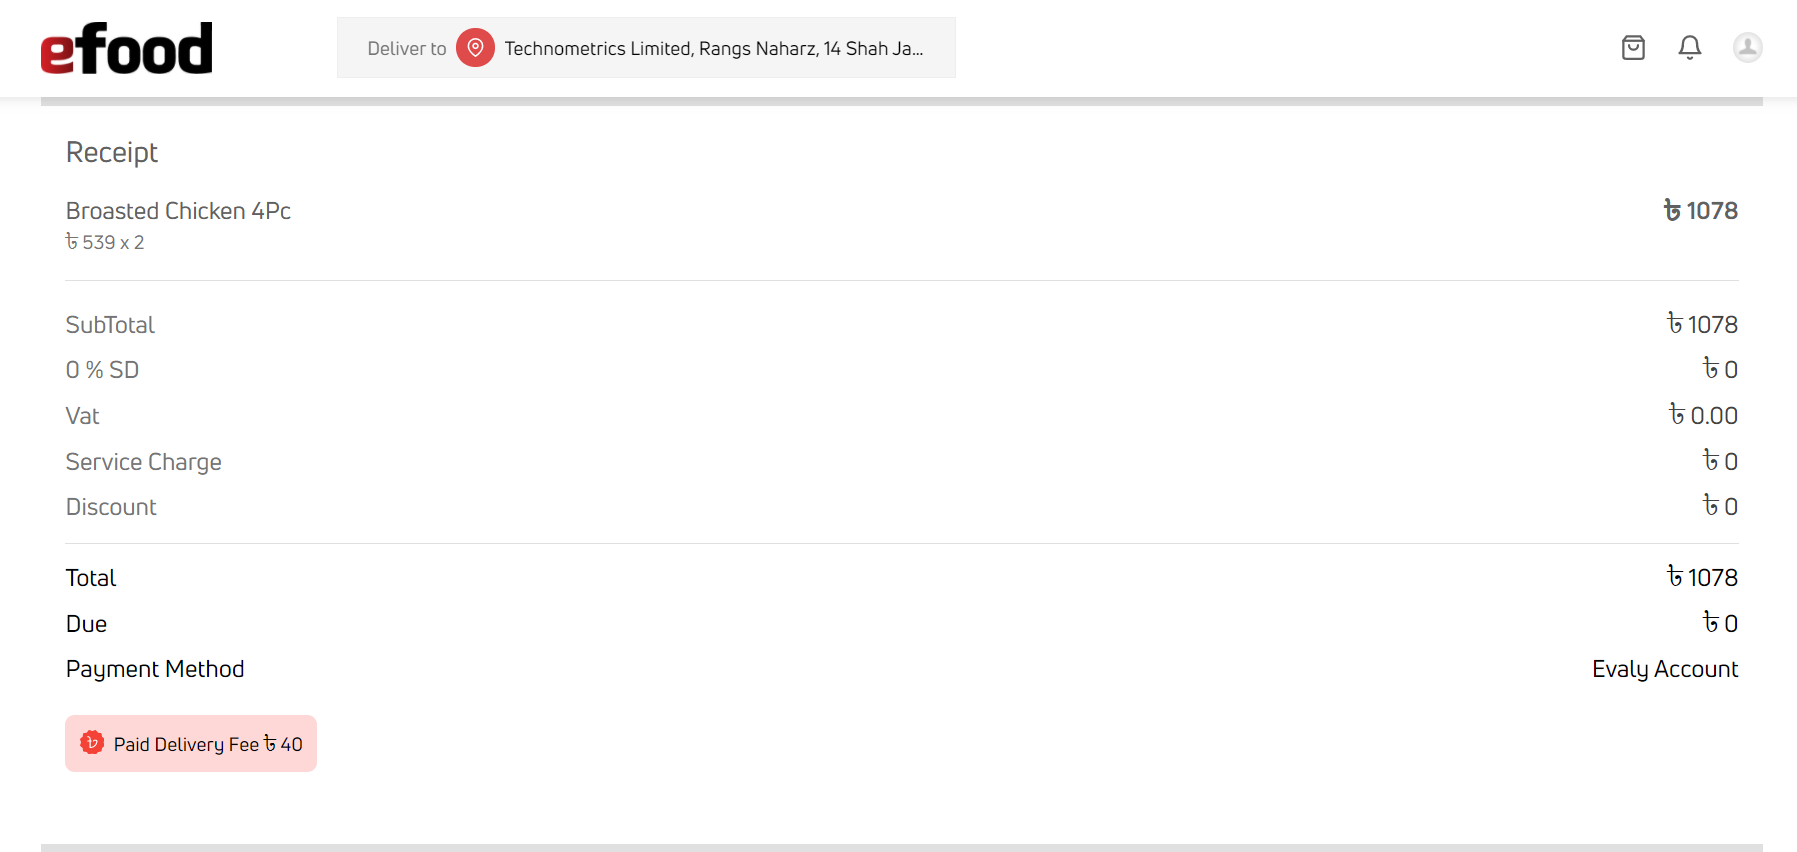 efood
Deliver to Technometrics Limited, Rangs Naharz, 14 Shah Ja...
Receipt
Broasted Chicken 4Pc ৳ 1078
৳ 539 x 2
SubTotal ৳ 1078
0 % SD ৳ 0
Vat ৳ 0.00
Service Charge ৳ 0
Discount ৳ 0
Total ৳ 1078
Due ৳ 0
Payment Method Evaly Account
৳ Paid Delivery Fee ৳ 40